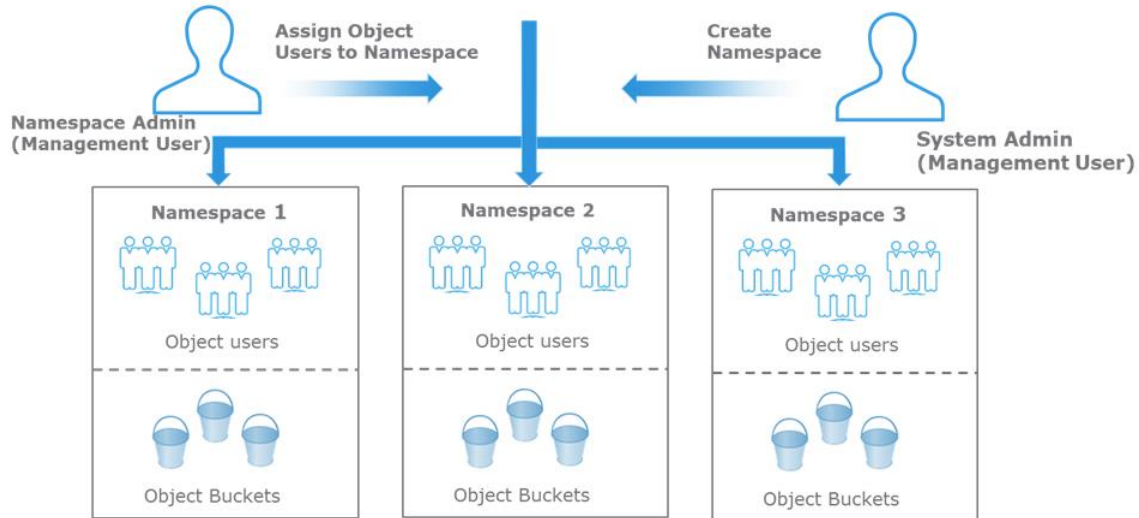 Assign Object
Users to Namespace
Create
Namespace
Namespace Admin
(Management User)
System Admin
(Management User)
Namespace 1
Namespace 2
Namespace 3
Object users
Object users
Object users
Object Buckets
Object Buckets
Object Buckets